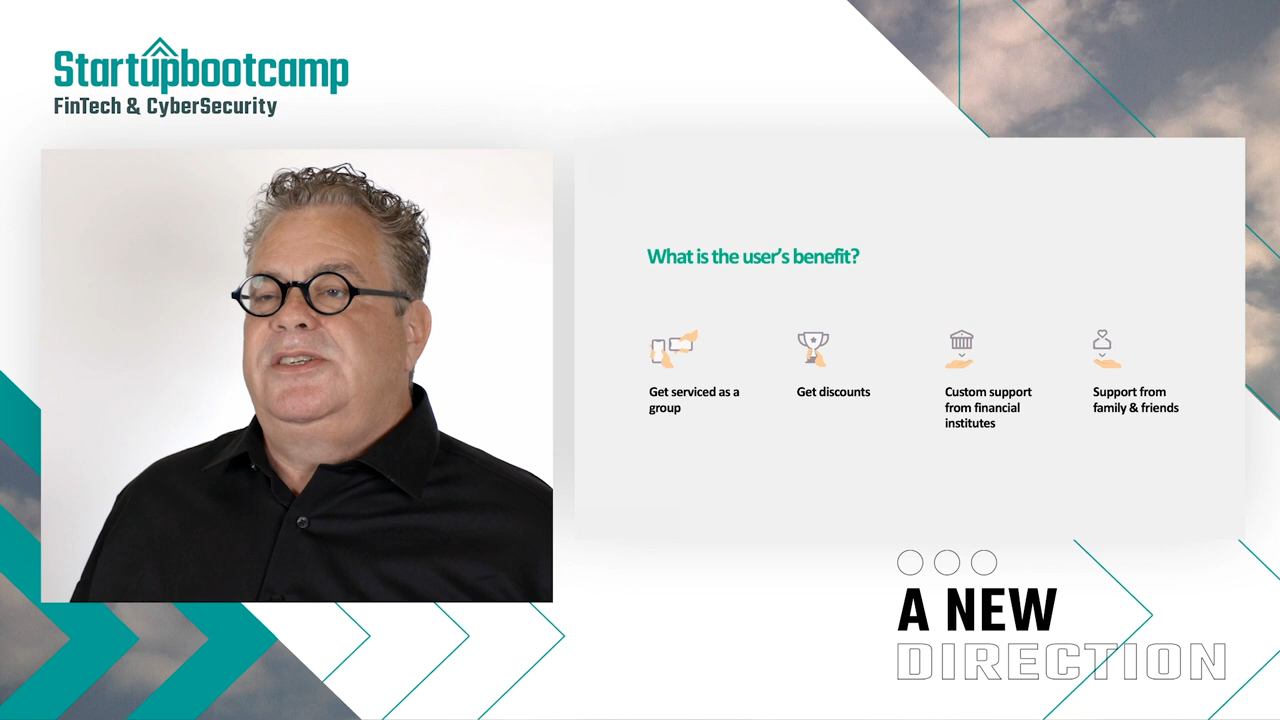 Startupbootcamp
FinTech & CyberSecurity
What is the user's benefit?
Get serviced as a
group
Get discounts
Custom support
from financial
institutes
Support from
family & friends
A NEW
DIRECTION